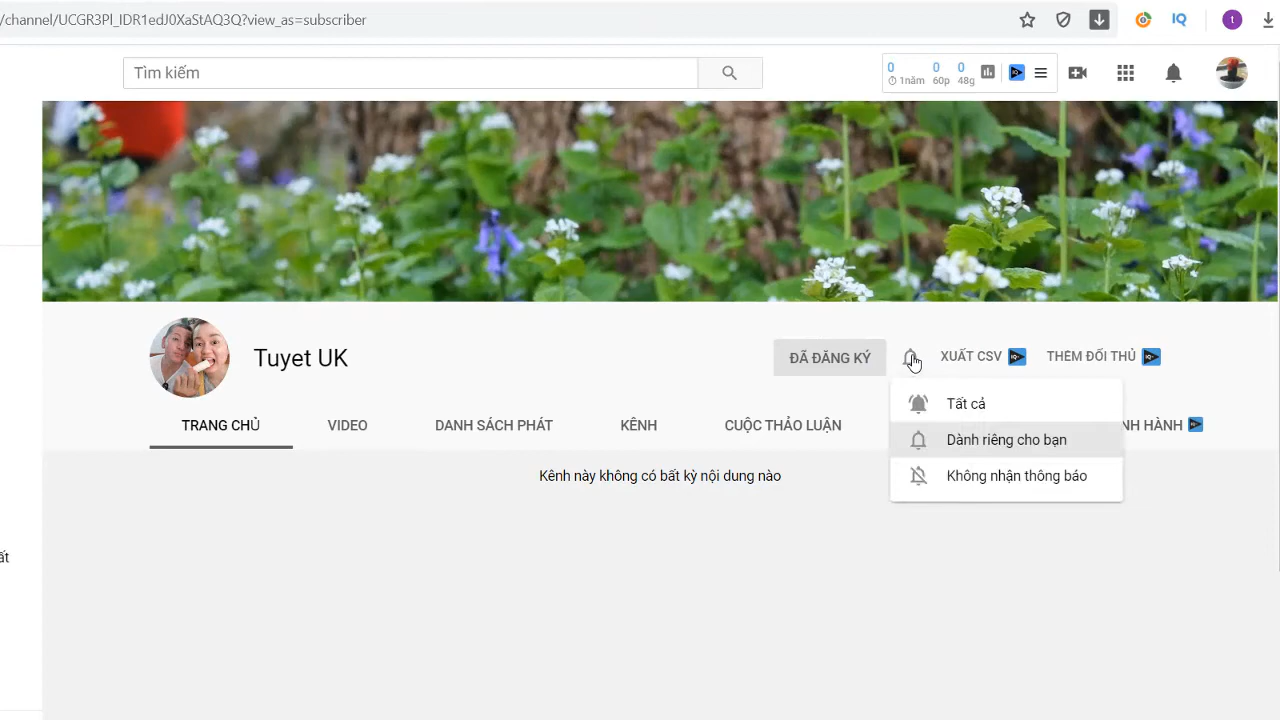 /channel/UCGR3Pl_IDR1edJ0XaStAQ3Q?view_as=subscriber
IQ
t
Tìm kiếm
0 0 0
1năm 60p 48g
Tuyet UK
ĐÃ ĐĂNG KÝ
XUẤT CSV
THÊM ĐỐI THỦ
Tất cả
TRANG CHỦ
VIDEO
DANH SÁCH PHÁT
KÊNH
CUỘC THẢO LUẬN
NH HÀNH
Dành riêng cho bạn
Kênh này không có bất kỳ nội dung nào
Không nhận thông báo
ất